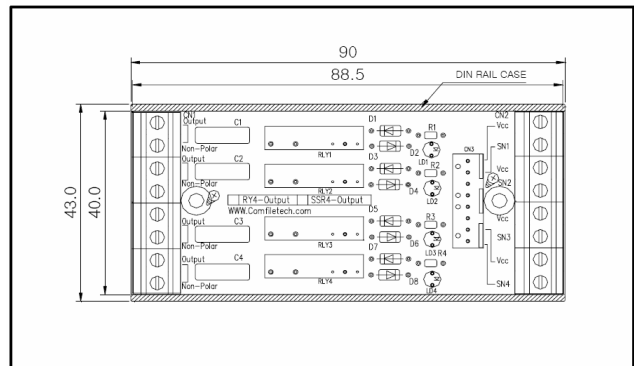 90
88.5
DIN RAIL CASE
43.0
40.0
CN1
Output
C1
Non-Polar
RLY1
D1
D2
R1
LD1
CN3
CN2
Vcc
SN1
Output
C2
Non-Polar
RLY2
D3
D4
R2
LD2
Vcc
SN2
RY4-Output
SSR4-Output
WWW.Comfiletech.com
Output
C3
Non-Polar
RLY3
D5
D6
R3
LD3
Vcc
SN3
Output
C4
Non-Polar
RLY4
D7
D8
R4
LD4
Vcc
SN4